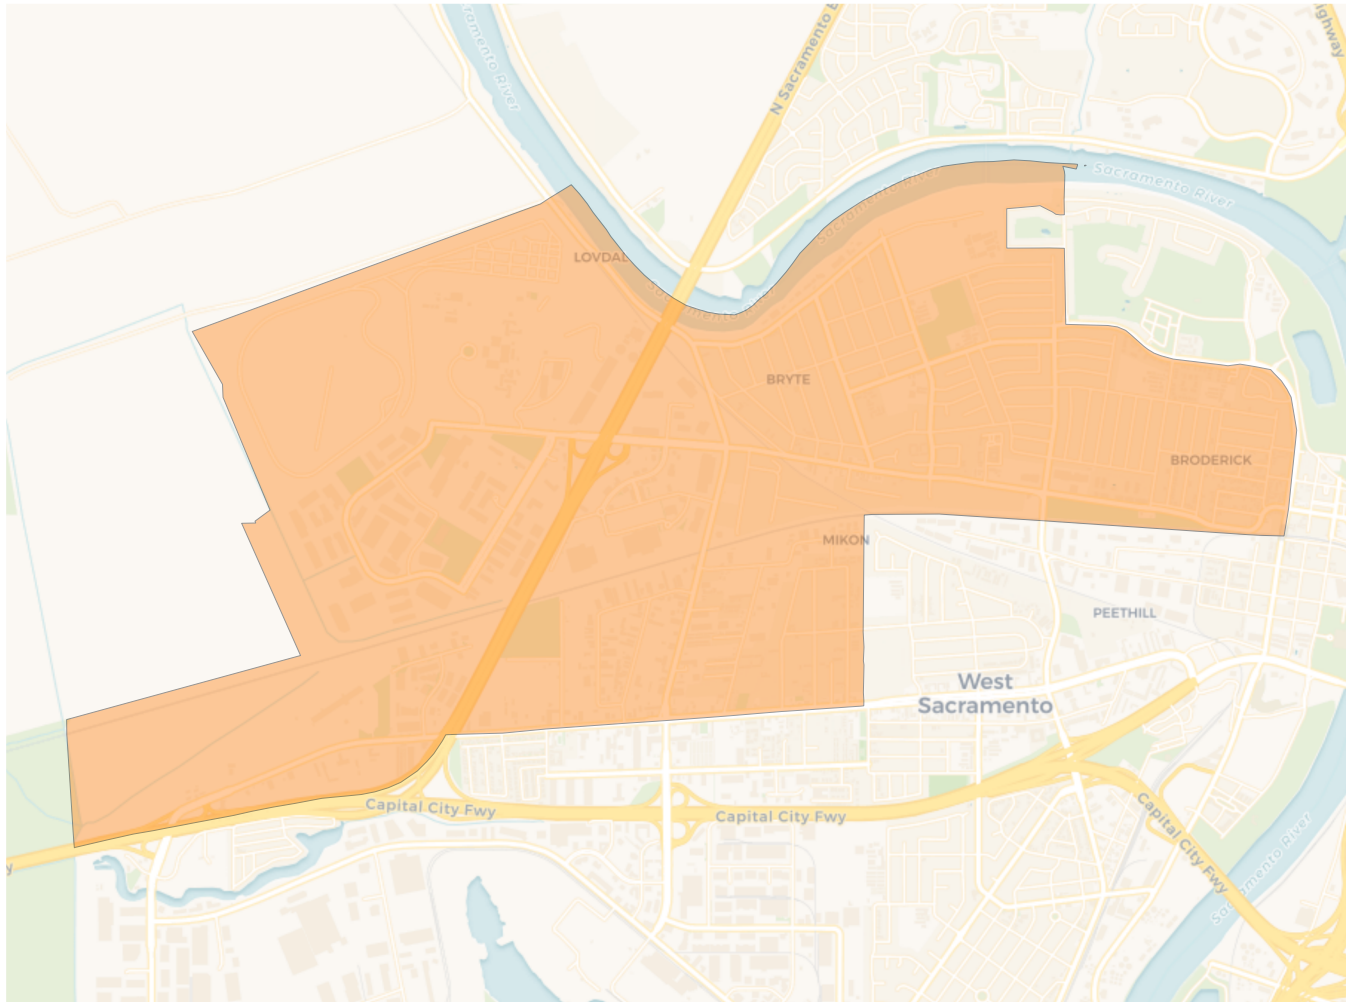 Sacramento River
N Sacramento B
ighway
Sacramento River
Sacramento River
LOVDAL
Sacramento River
BRYTE
BRODERICK
MIKON
PEETHILL
West
Sacramento
Capital City Fwy
Capital City Fwy
Capital City Fwy
Sacramento River
y